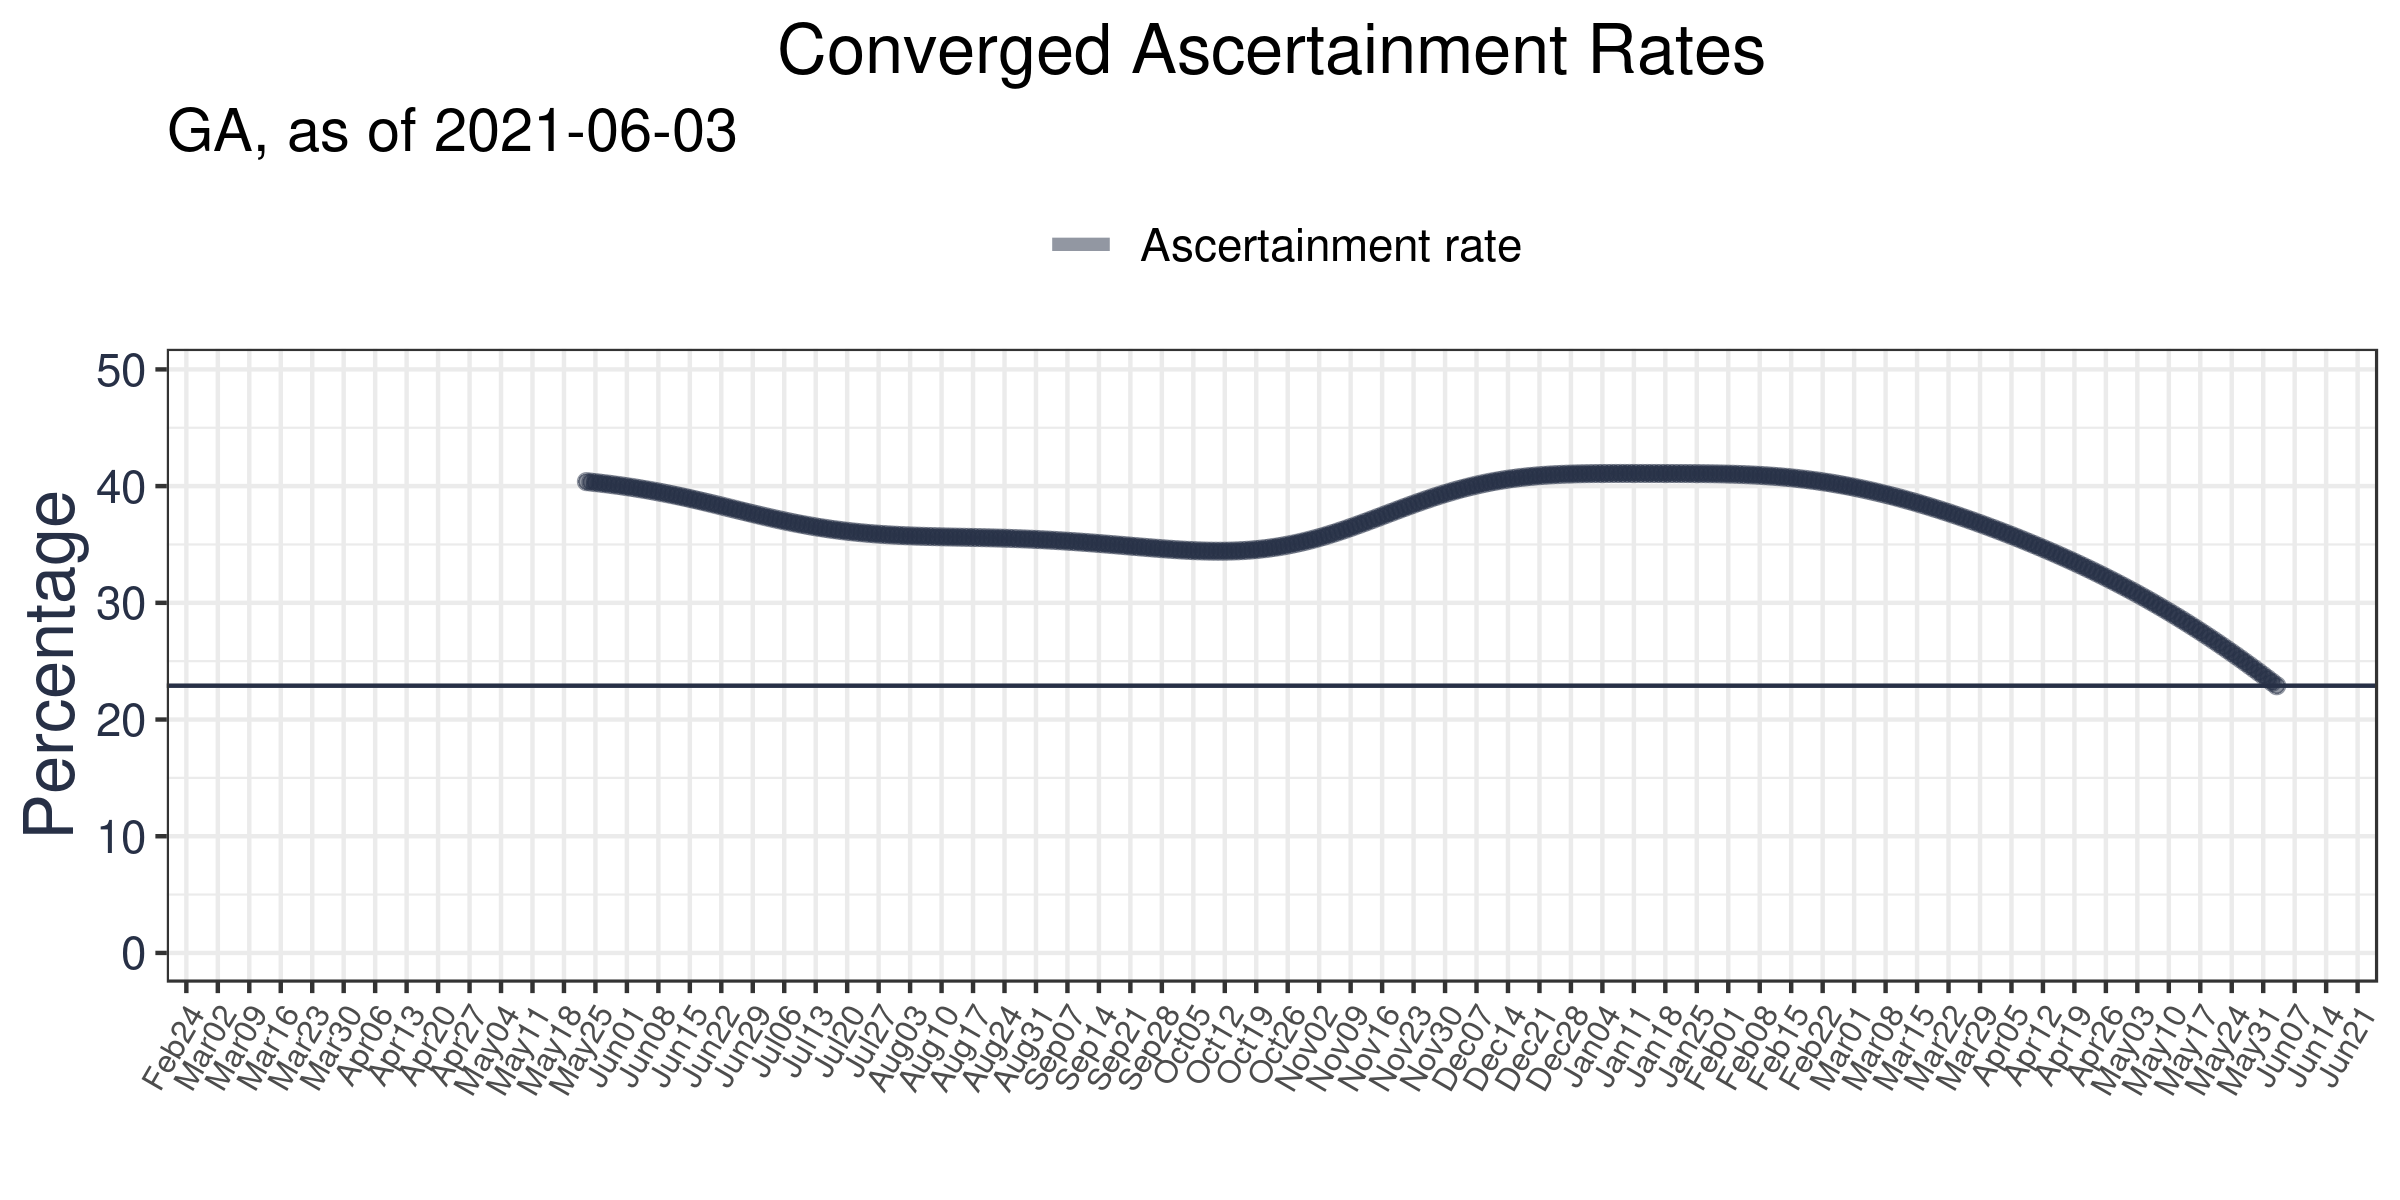 Converged Ascertainment Rates
GA, as of 2021-06-03
Ascertainment rate
Percentage
50
40
30
20
10
0
Feb24
Mar02
Mar09
Mar16
Mar23
Mar30
Apr06
Apr13
Apr20
Apr27
May04
May11
May18
May25
Jun01
Jun08
Jun15
Jun22
Jun29
Jul06
Jul13
Jul20
Jul27
Aug03
Aug10
Aug17
Aug24
Aug31
Sep07
Sep14
Sep21
Sep28
Oct05
Oct12
Oct19
Oct26
Nov02
Nov09
Nov16
Nov23
Nov30
Dec07
Dec14
Dec21
Dec28
Jan04
Jan11
Jan18
Jan25
Feb01
Feb08
Feb15
Feb22
Mar01
Mar08
Mar15
Mar22
Mar29
Apr05
Apr12
Apr19
Apr26
May03
May10
May17
May24
May31
Jun07
Jun14
Jun21